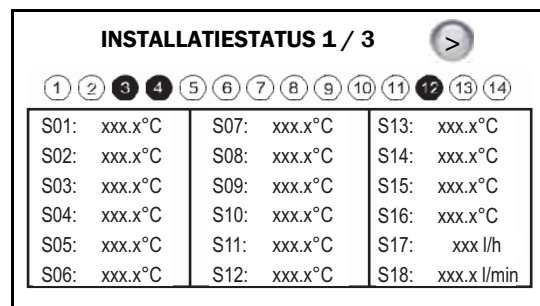 INSTALLATIESTATUS 1 / 3 >
1 2 3 4 5 6 7 8 9 10 11 12 13 14
S01: xxx.x°C S07: xxx.x°C S13: xxx.x°C
S02: xxx.x°C S08: xxx.x°C S14: xxx.x°C
S03: xxx.x°C S09: xxx.x°C S15: xxx.x°C
S04: xxx.x°C S10: xxx.x°C S16: xxx.x°C
S05: xxx.x°C S11: xxx.x°C S17: xxx l/h
S06: xxx.x°C S12: xxx.x°C S18: xxx.x l/min